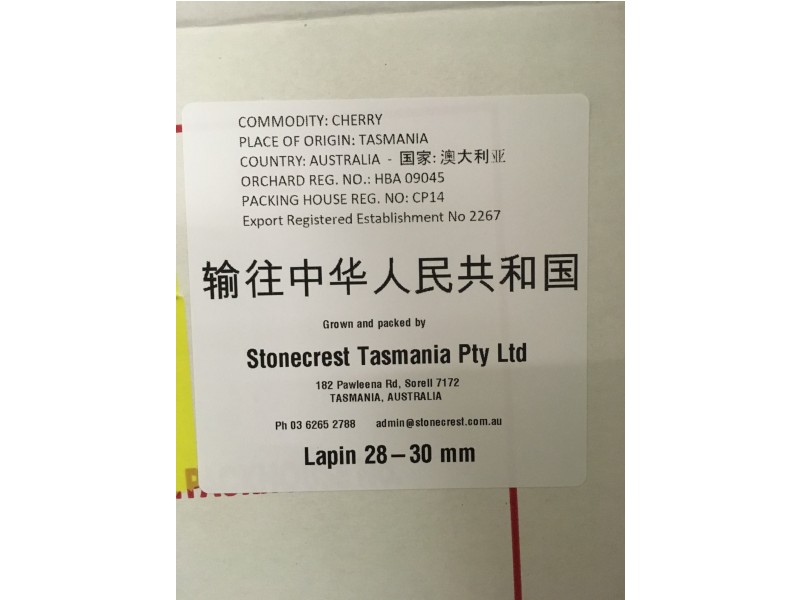 COMMODITY: CHERRY
PLACE OF ORIGIN: TASMANIA
COUNTRY: AUSTRALIA - 国家: 澳大利亚
ORCHARD REG. NO.: HBA 09045
PACKING HOUSE REG. NO: CP14
Export Registered Establishment No 2267
输往中华人民共和国
Grown and packed by
Stonecrest Tasmania Pty Ltd
182 Pawleena Rd, Sorell 7172
TASMANIA, AUSTRALIA
Ph 03 6265 2788 admin@stonecrest.com.au
Lapin 28 – 30 mm